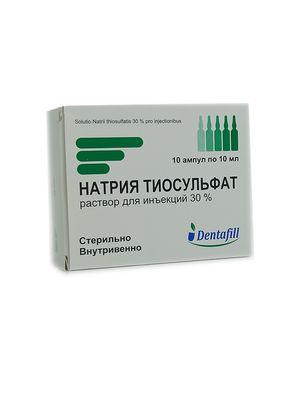 Solutio Natrii thiosulfatis 30 % pro injectionibus
10 ампул по 10 мл
НАТРИЯ ТИОСУЛЬФАТ
раствор для инъекций 30 %
Стерильно
Внутривенно
Dentafill